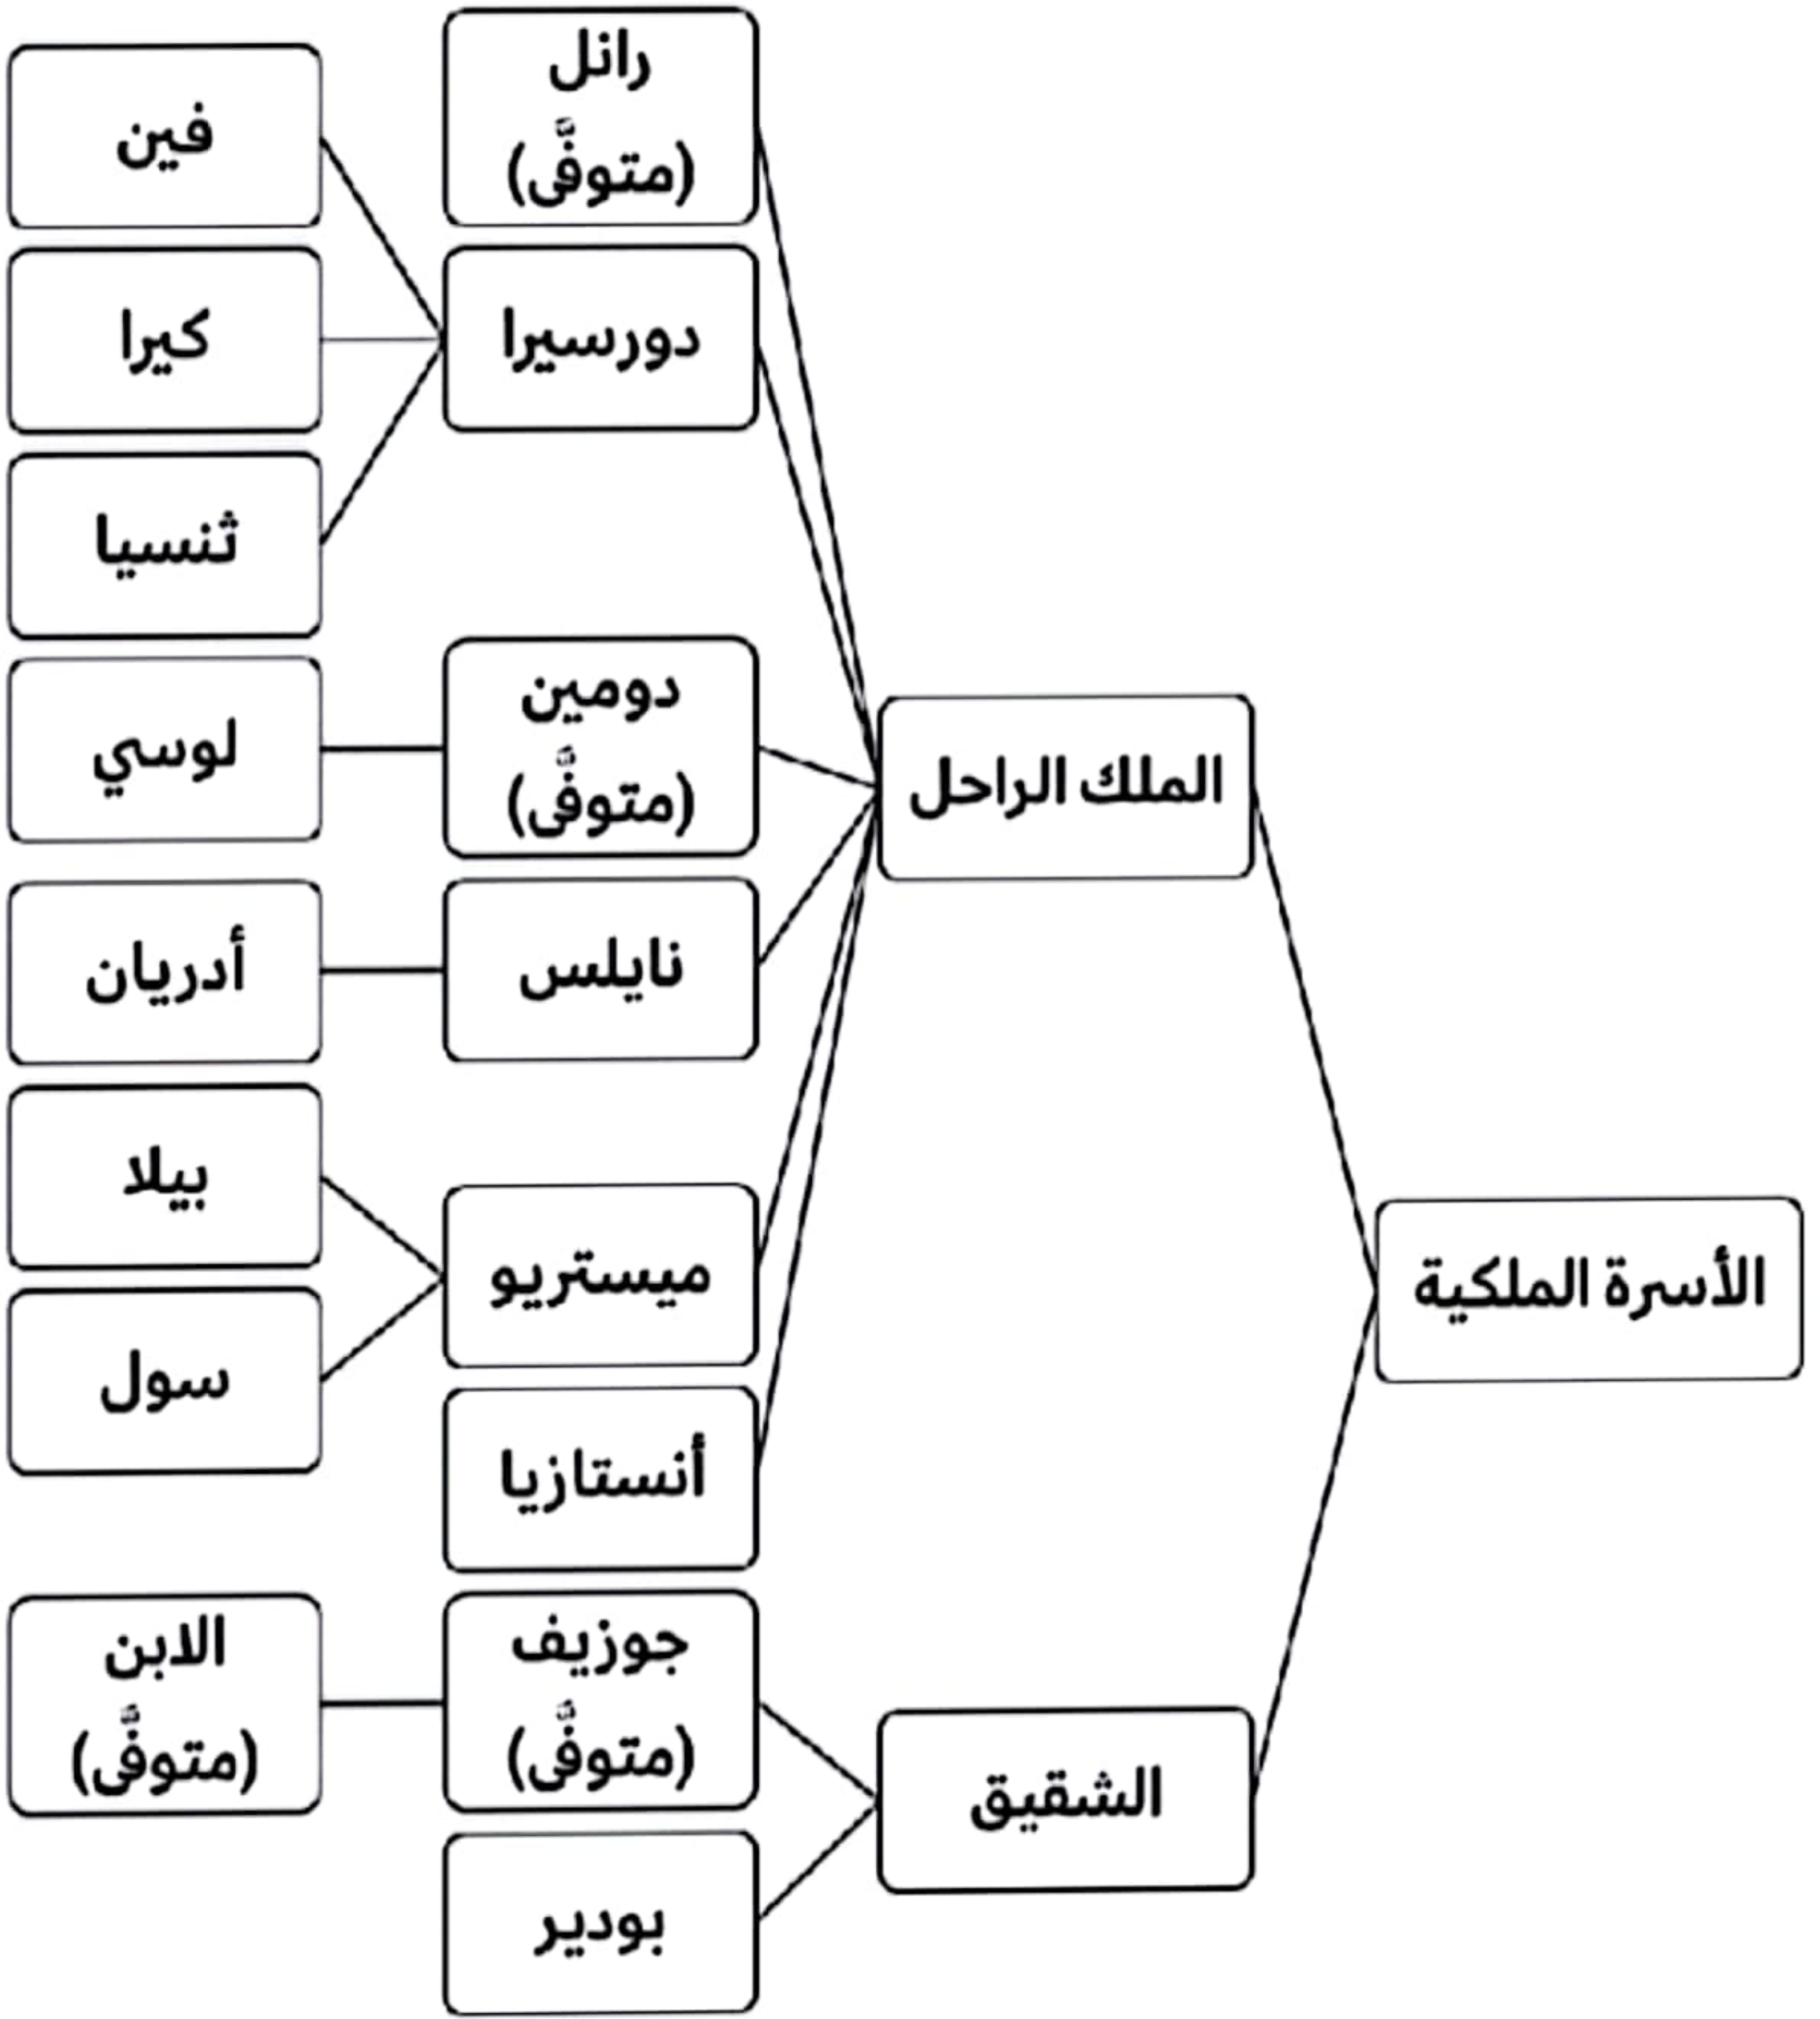 الأسرة الملكية
الملك الراحل
رانل
(متوفَّى)
دورسيرا
فين
كيرا
ثنسيا
دومين
(متوفَّى)
لوسي
نايلس
أدريان
ميستريو
بيلا
سول
أنستازيا
الشقيق
جوزيف
(متوفَّى)
الابن
(متوفَّى)
بودير